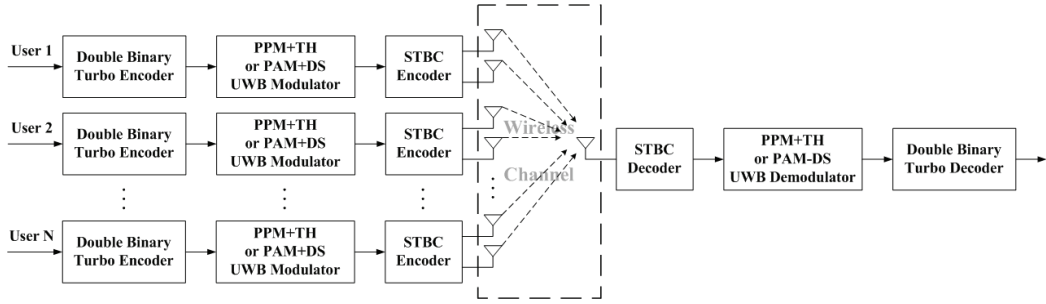 User 1
Double Binary
Turbo Encoder
PPM+TH
or PAM+DS
UWB Modulator
STBC
Encoder
User 2
Double Binary
Turbo Encoder
PPM+TH
or PAM+DS
UWB Modulator
STBC
Encoder
User N
Double Binary
Turbo Encoder
PPM+TH
or PAM+DS
UWB Modulator
STBC
Encoder
Wireless
Channel
STBC
Decoder
PPM+TH
or PAM-DS
UWB Demodulator
Double Binary
Turbo Decoder